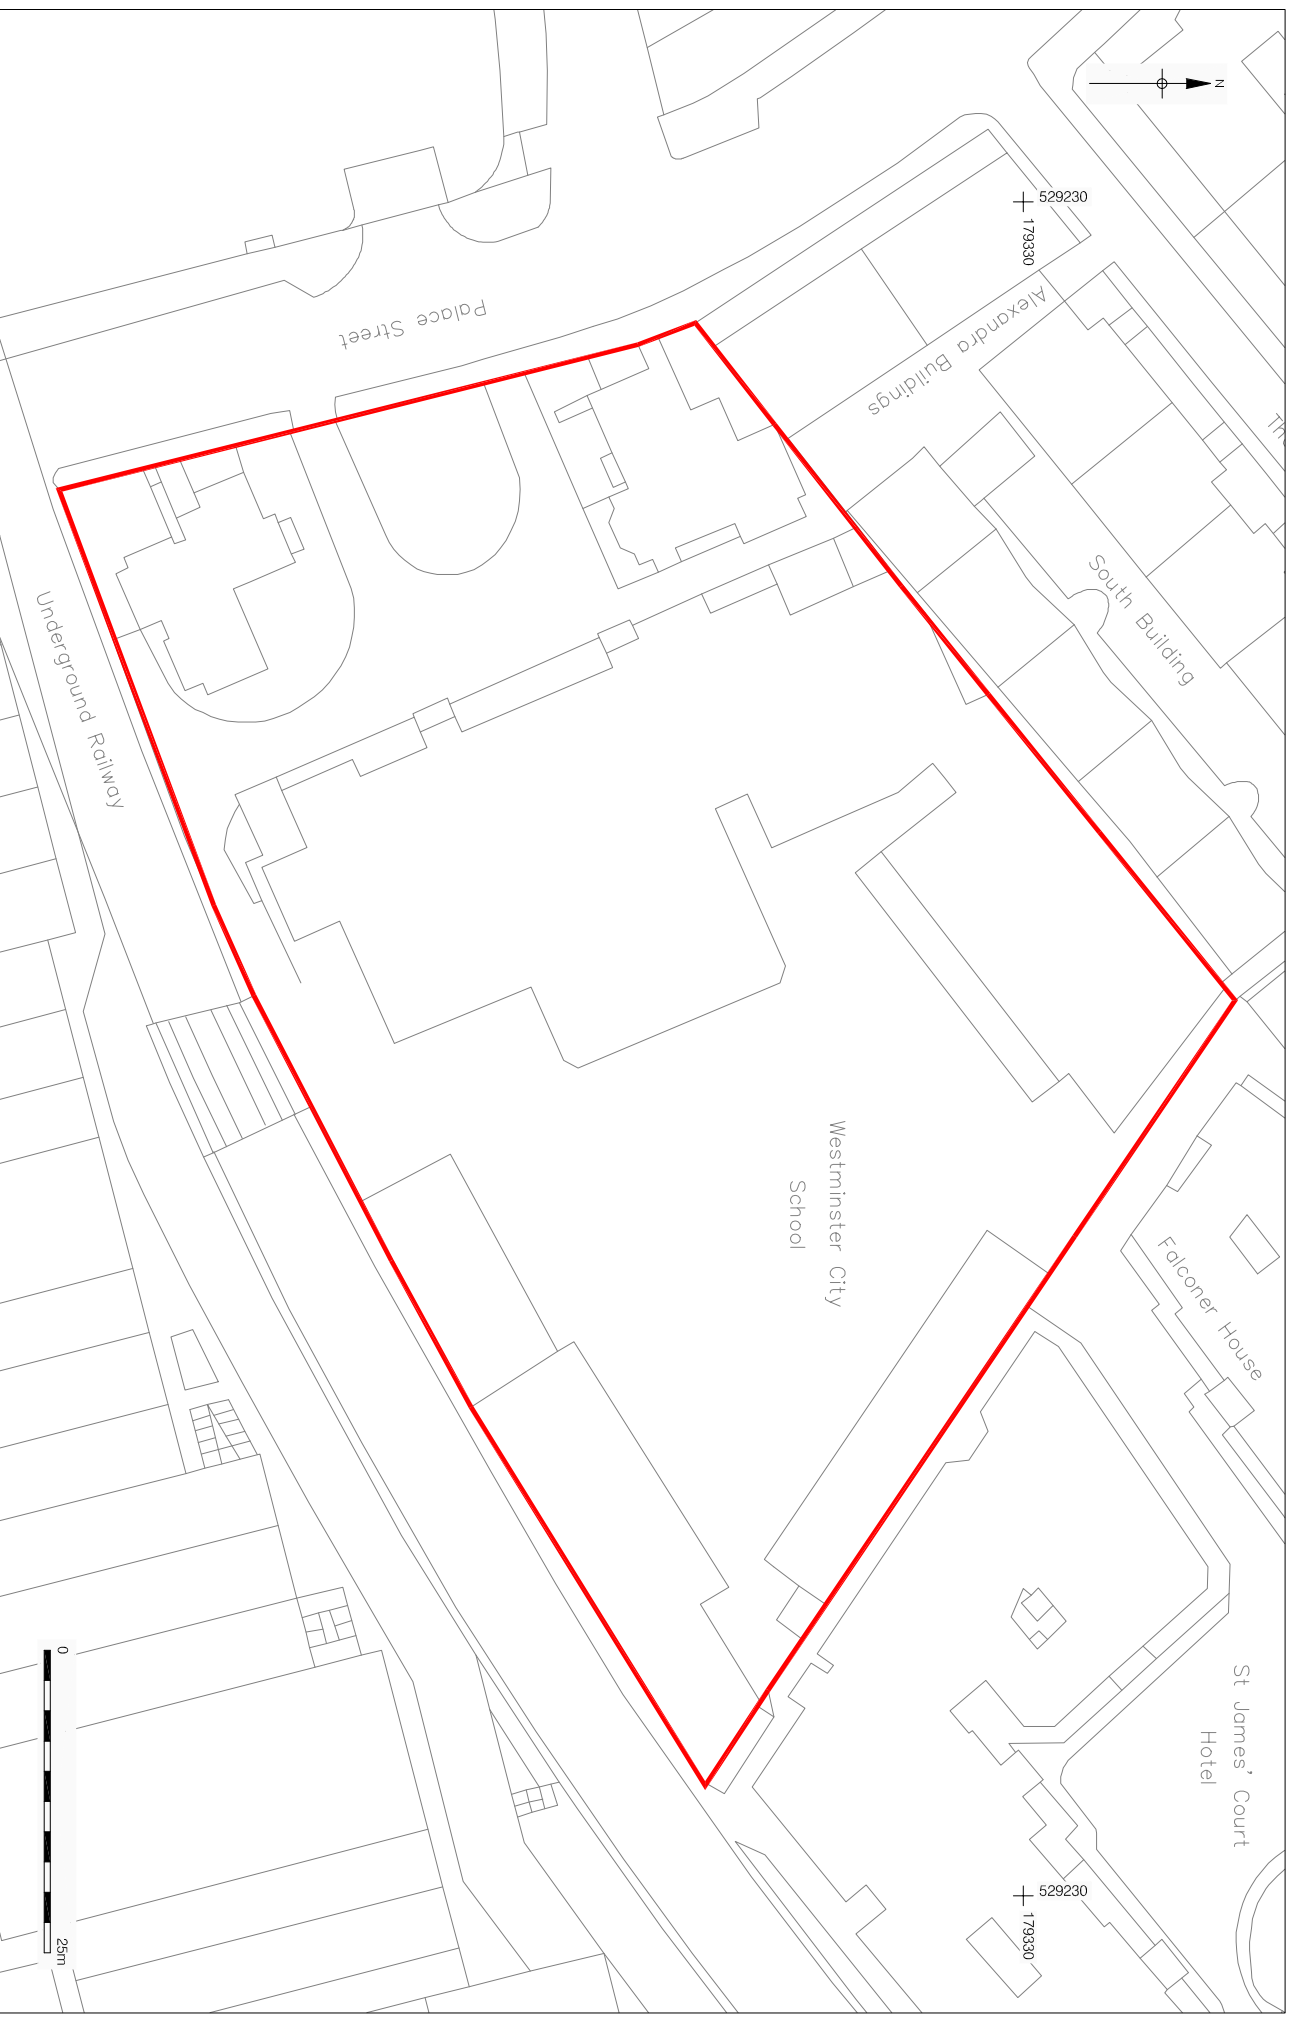 N
529230
179330
Palace Street
Alexandra Buildings
South Building
Underground Railway
Westminster City
School
Falconer House
St James' Court
Hotel
529230
179330
0
25m